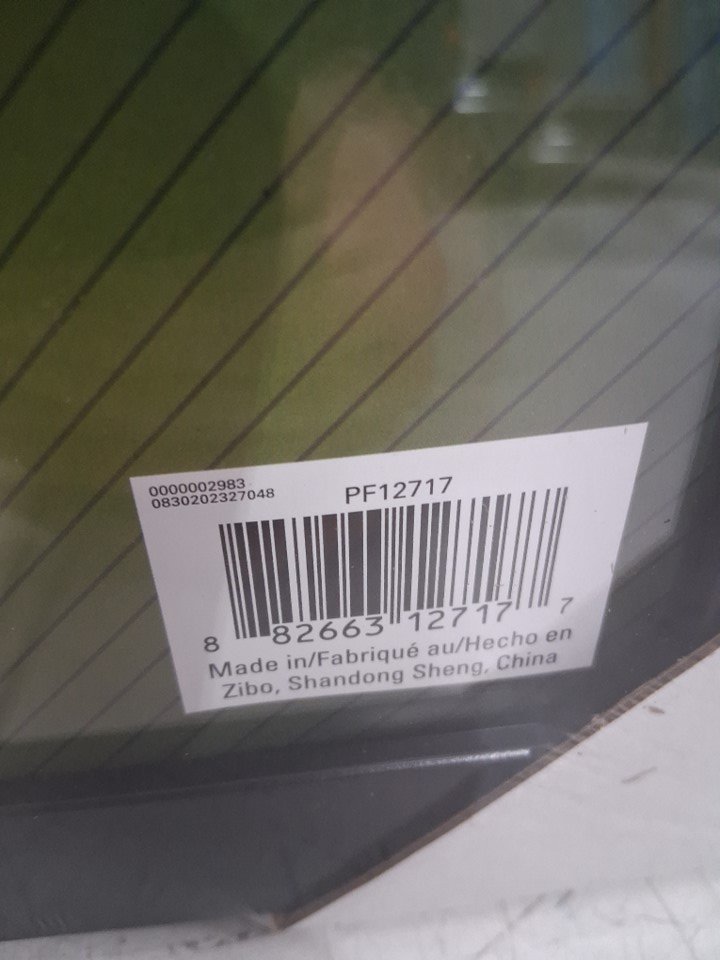 0000002983
0830202327048
PF12717
8 82663 12717 7
Made in/Fabriqué au/Hecho en
Zibo, Shandong Sheng, China